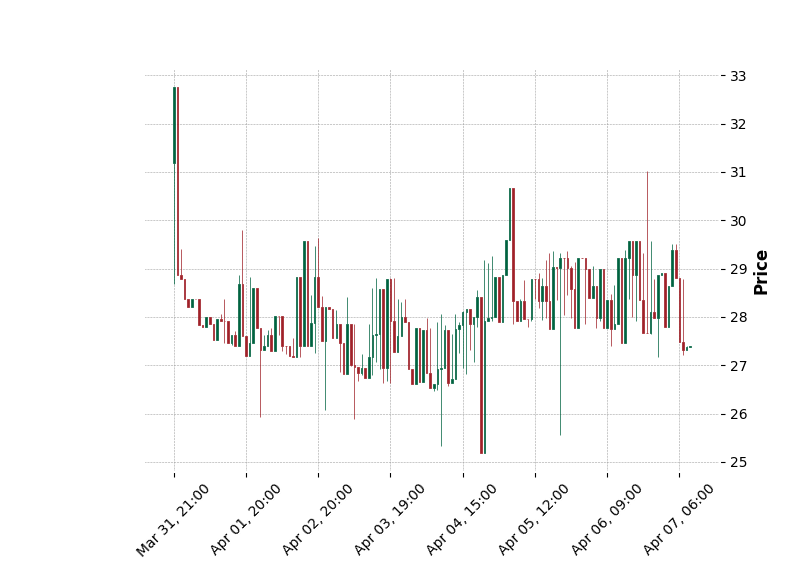 33
32
31
30
29
28
27
26
25
Price
Mar 31, 21:00
Apr 01, 20:00
Apr 02, 20:00
Apr 03, 19:00
Apr 04, 15:00
Apr 05, 12:00
Apr 06, 09:00
Apr 07, 06:00